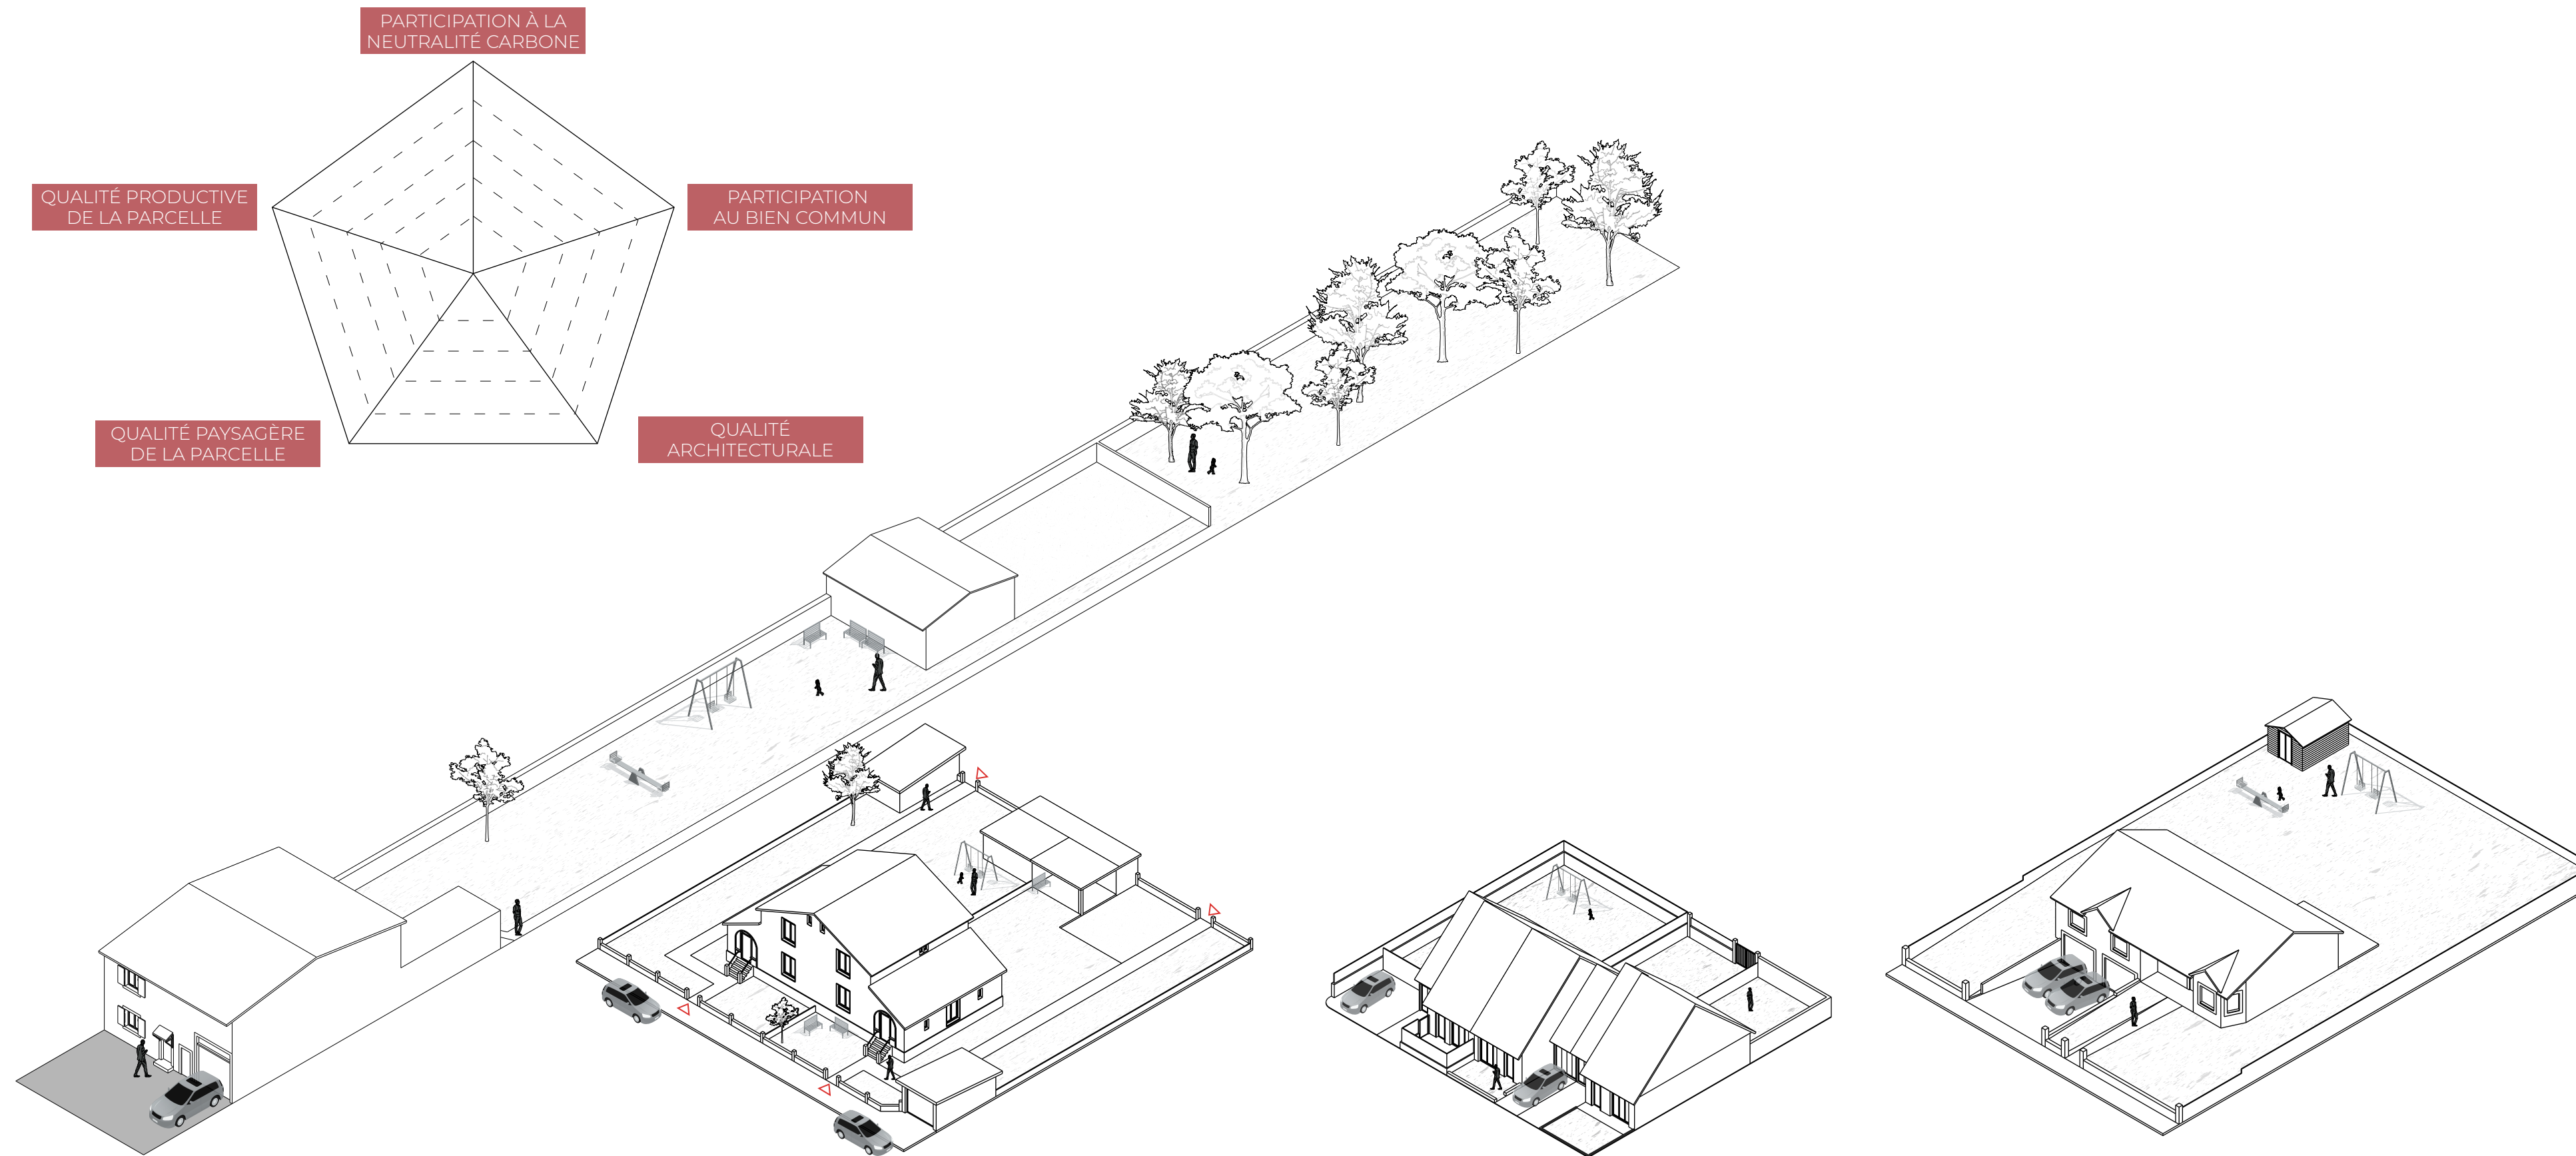 PARTICIPATION À LA
NEUTRALITÉ CARBONE
QUALITÉ PRODUCTIVE
DE LA PARCELLE
PARTICIPATION
AU BIEN COMMUN
QUALITÉ PAYSAGÈRE
DE LA PARCELLE
QUALITÉ
ARCHITECTURALE